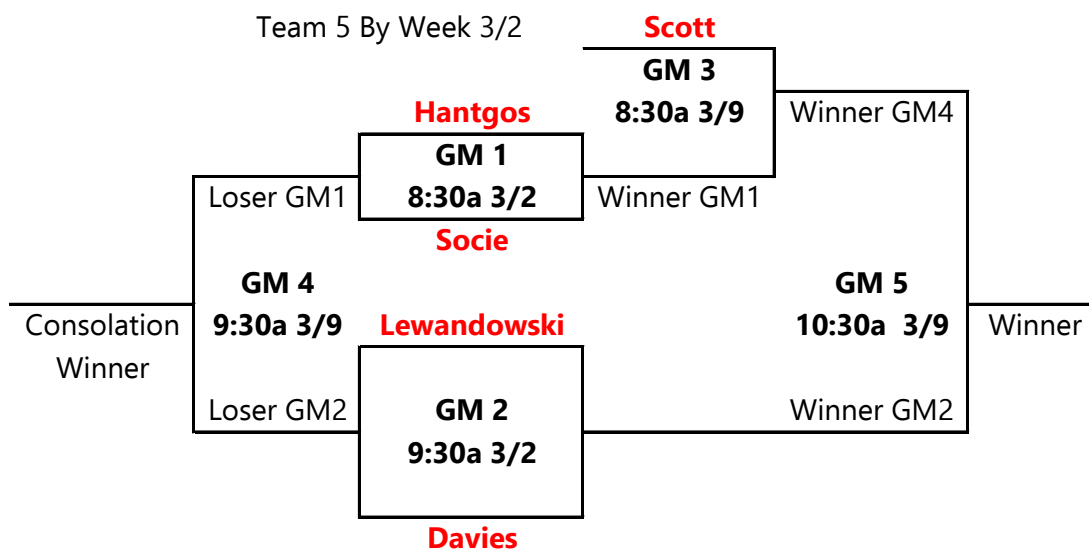 Team 5 By Week 3/2
Scott
GM 3
8:30a 3/9
Winner GM4
Hantgos
GM 1
8:30a 3/2
Socie
Loser GM1
Winner GM1
GM 4
9:30a 3/9
Consolation
Winner
Lewandowski
GM 2
9:30a 3/2
Davies
Loser GM2
Winner GM2
GM 5
10:30a 3/9
Winner